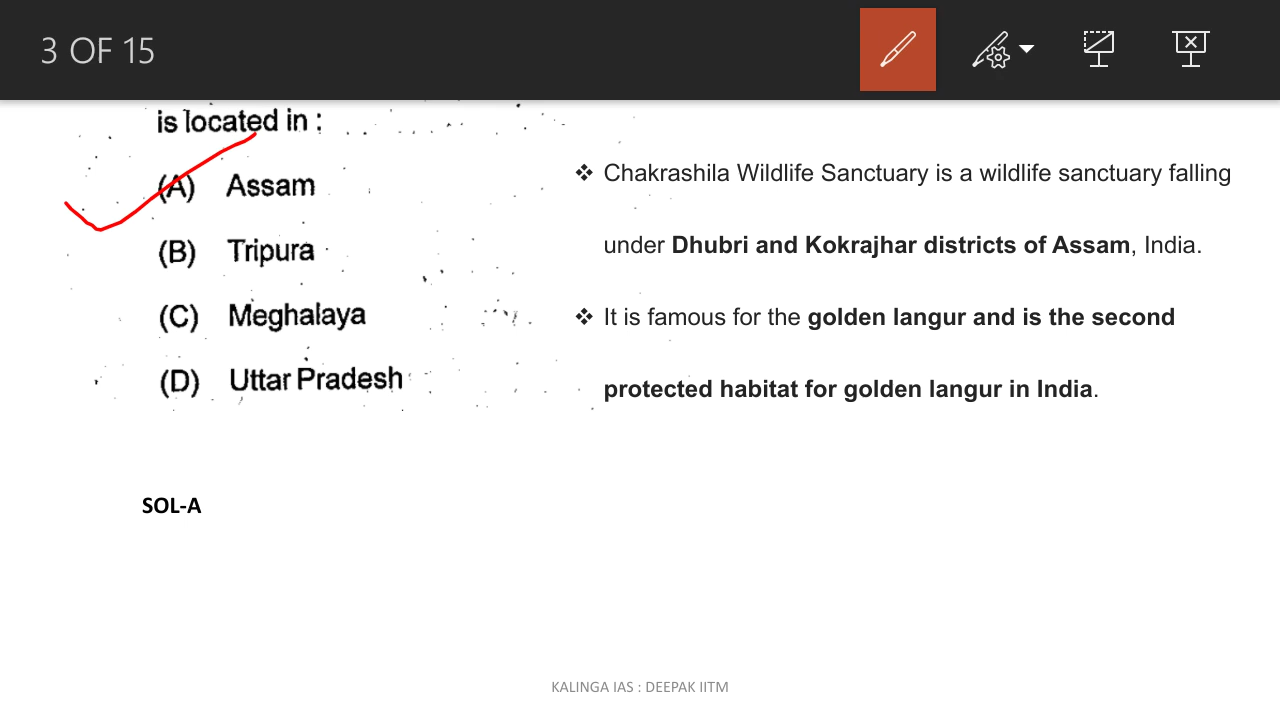 3 OF 15
is located in :
(A) Assam
(B) Tripura
(C) Meghalaya
(D) Uttar Pradesh
❖ Chakrashila Wildlife Sanctuary is a wildlife sanctuary falling
under Dhubri and Kokrajhar districts of Assam, India.
❖ It is famous for the golden langur and is the second
protected habitat for golden langur in India.
SOL-A
KALINGA IAS : DEEPAK IITM